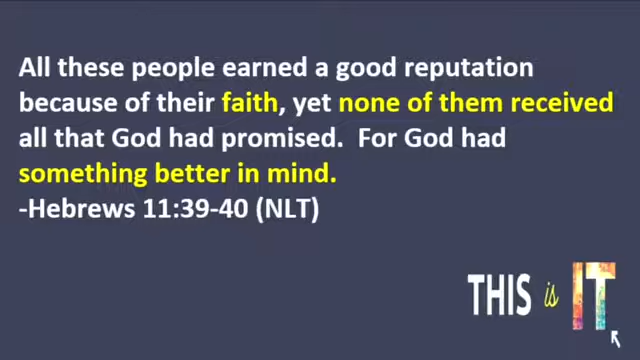 All these people earned a good reputation
because of their faith, yet none of them received
all that God had promised.  For God had
something better in mind.
-Hebrews 11:39-40 (NLT)
THIS is IT